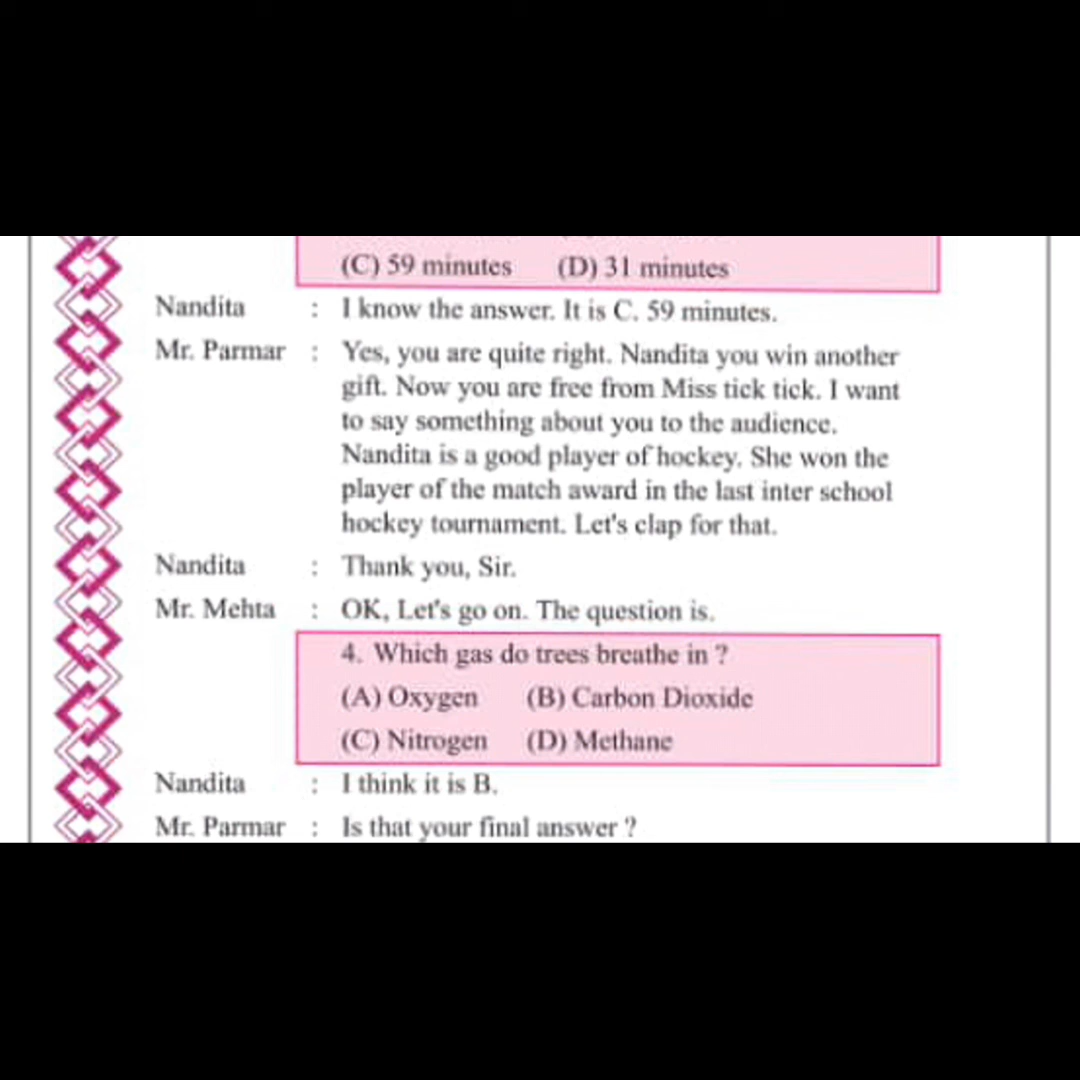 (C) 59 minutes (D) 31 minutes
Nandita : I know the answer. It is C. 59 minutes.
Mr. Parmar : Yes, you are quite right. Nandita you win another
gift. Now you are free from Miss tick tick. I want
to say something about you to the audience.
Nandita is a good player of hockey. She won the
player of the match award in the last inter school
hockey tournament. Let's clap for that.
Nandita : Thank you, Sir.
Mr. Mehta : OK, Let's go on. The question is.
4. Which gas do trees breathe in ?
(A) Oxygen (B) Carbon Dioxide
(C) Nitrogen (D) Methane
Nandita : I think it is B.
Mr. Parmar : Is that your final answer ?